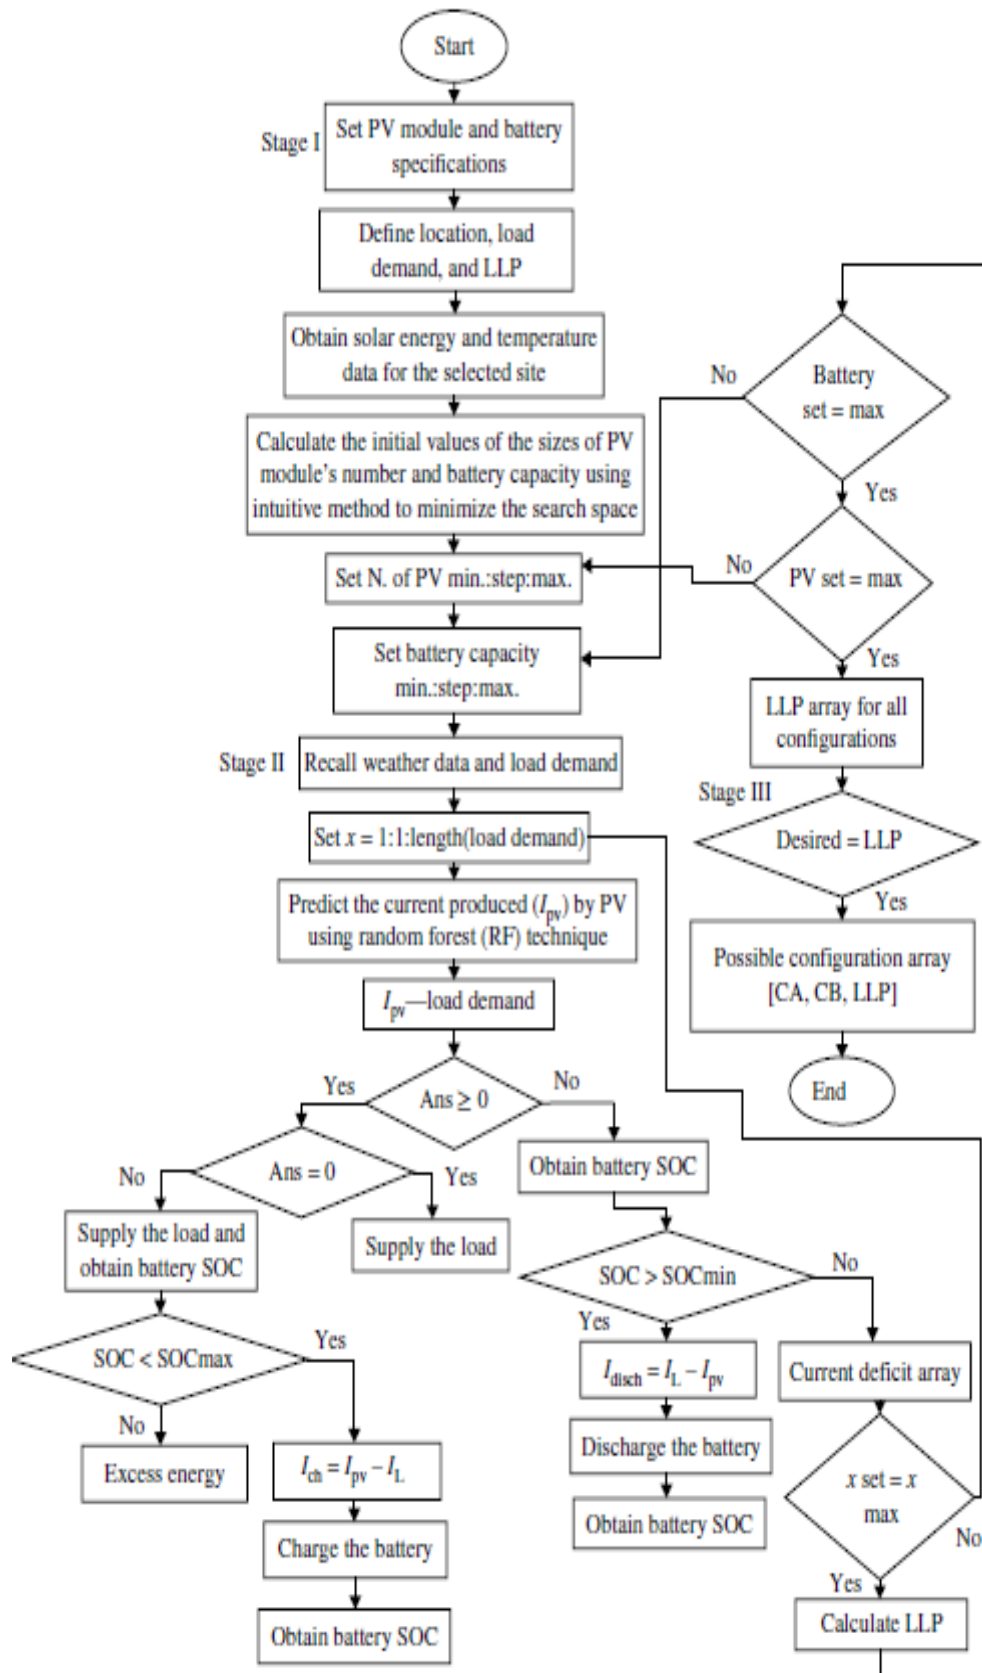 Start
Stage I
Set PV module and battery
specifications
Define location, load
demand, and LLP
Obtain solar energy and temperature
data for the selected site
Calculate the initial values of the sizes of PV
module's number and battery capacity using
intuitive method to minimize the search space
Set N. of PV min.:step:max.
Set battery capacity
min.:step:max.
Stage II
Recall weather data and load demand
Set x = 1:1:length(load demand)
Predict the current produced (Ipv) by PV
using random forest (RF) technique
Ipv—load demand
Ans ≥ 0
Yes
No
Ans = 0
No
Yes
Supply the load and
obtain battery SOC
Supply the load
SOC < SOCmax
Yes
No
Excess energy
Ich = Ipv – IL
Charge the battery
Obtain battery SOC
Obtain battery SOC
SOC > SOCmin
No
Yes
Idisch = IL – Ipv
Discharge the battery
Obtain battery SOC
Current deficit array
x set = x
max
No
Yes
Calculate LLP
Battery
set = max
No
Yes
PV set = max
No
Yes
LLP array for all
configurations
Stage III
Desired = LLP
Yes
Possible configuration array
[CA, CB, LLP]
End